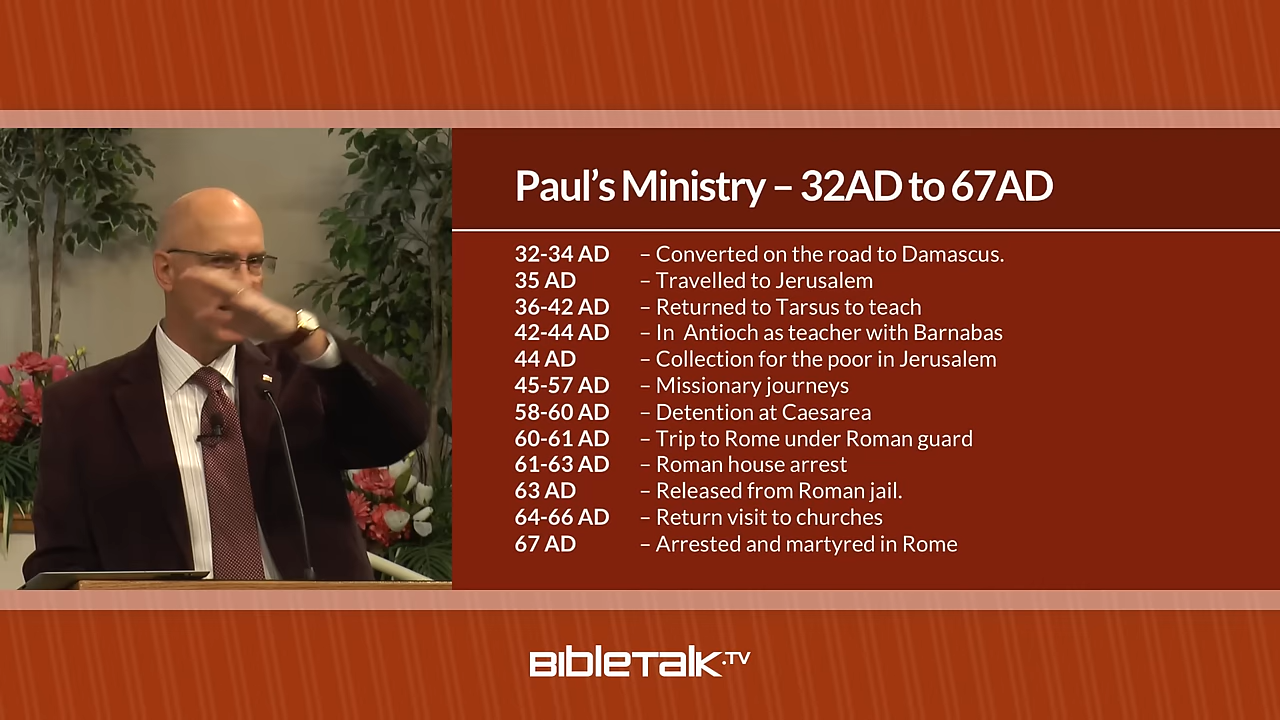 Paul's Ministry – 32AD to 67AD
32-34 AD – Converted on the road to Damascus.
35 AD – Travelled to Jerusalem
36-42 AD – Returned to Tarsus to teach
42-44 AD – In Antioch as teacher with Barnabas
44 AD – Collection for the poor in Jerusalem
45-57 AD – Missionary journeys
58-60 AD – Detention at Caesarea
60-61 AD – Trip to Rome under Roman guard
61-63 AD – Roman house arrest
63 AD – Released from Roman jail.
64-66 AD – Return visit to churches
67 AD – Arrested and martyred in Rome
BIBLETALK.TV